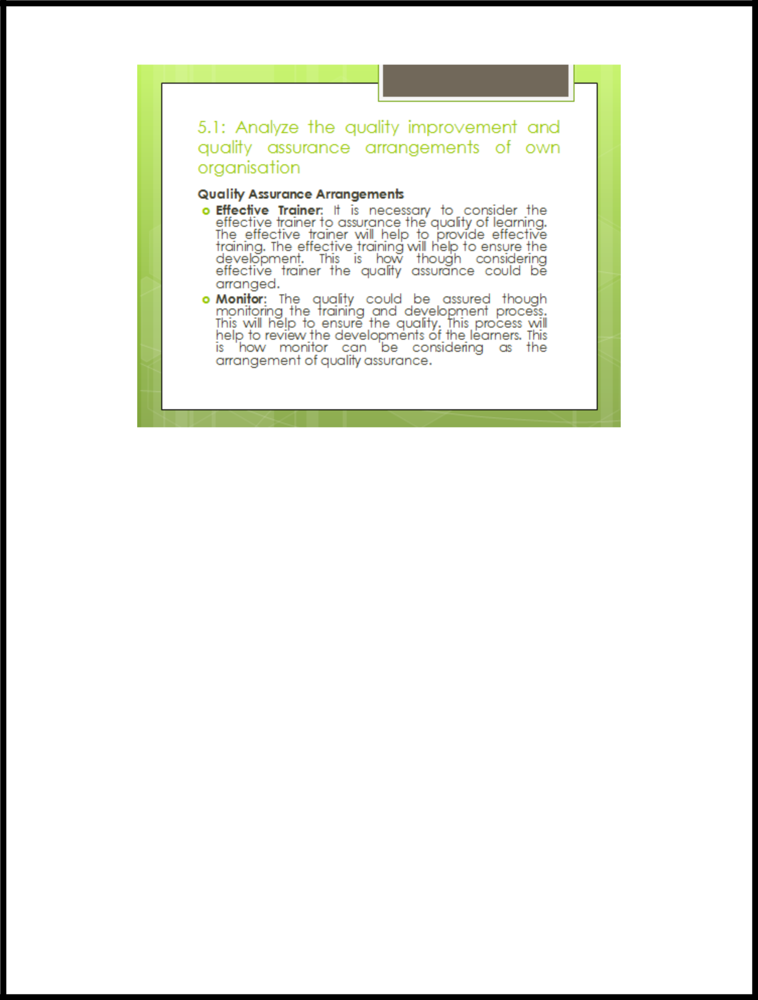 5.1: Analyze the quality improvement and
quality assurance arrangements of own
organisation
Quality Assurance Arrangements
Effective Trainer: It is necessary to consider the
effective trainer to assurance the quality of learning.
The effective trainer will help to provide effective
training. The effective training will help to ensure the
development. This is how though considering
effective trainer the quality assurance could be
arranged.
Monitor: The quality could be assured though
monitoring the training and development process.
This will help to ensure the quality. This process will
help to review the developments of the learners. This
is how monitor can be considering as the
arrangement of quality assurance.